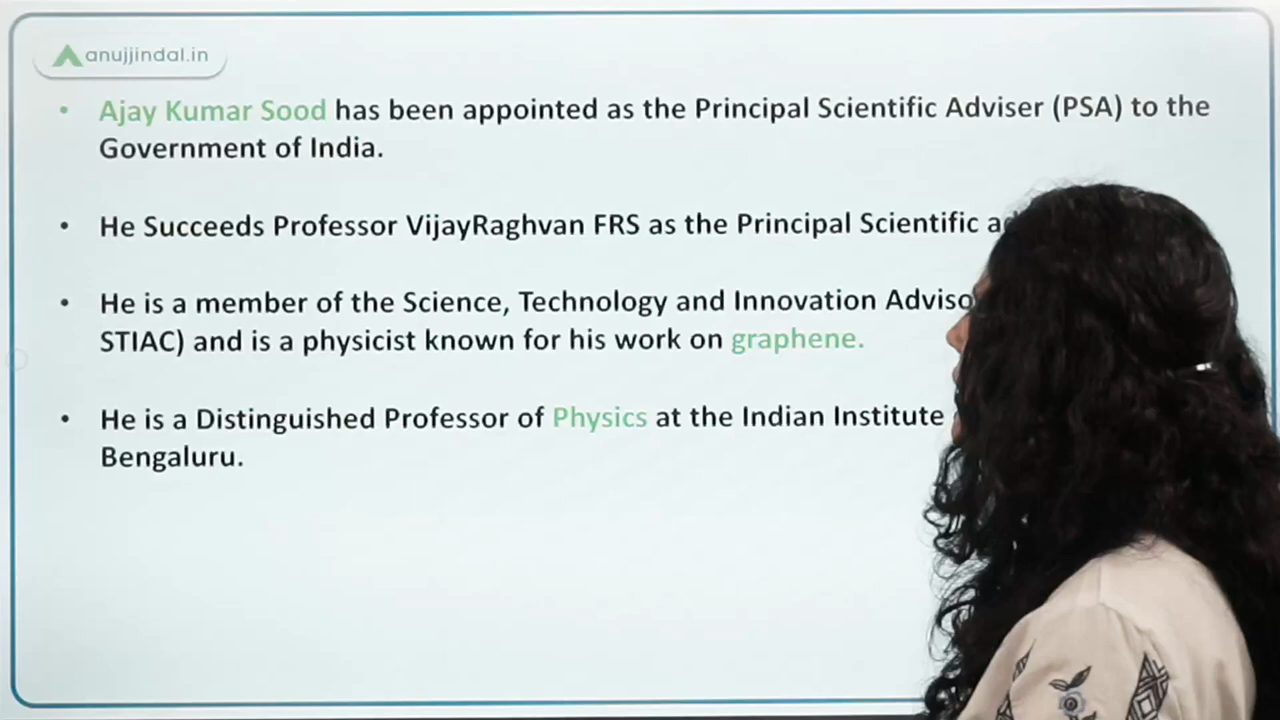 anujjindal.in
• Ajay Kumar Sood has been appointed as the Principal Scientific Adviser (PSA) to the
Government of India.
• He Succeeds Professor VijayRaghvan FRS as the Principal Scientific
• He is a member of the Science, Technology and Innovation
STIAC) and is a physicist known for his work on graphene.
• He is a Distinguished Professor of Physics at the Indian Institute
Bengaluru.